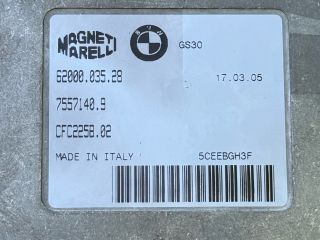 MAGNETI
MARELLI
GS30
62000.035.28
17.03.05
7557140.9
CFC225B.02
MADE IN ITALY
5CEEBGH3F